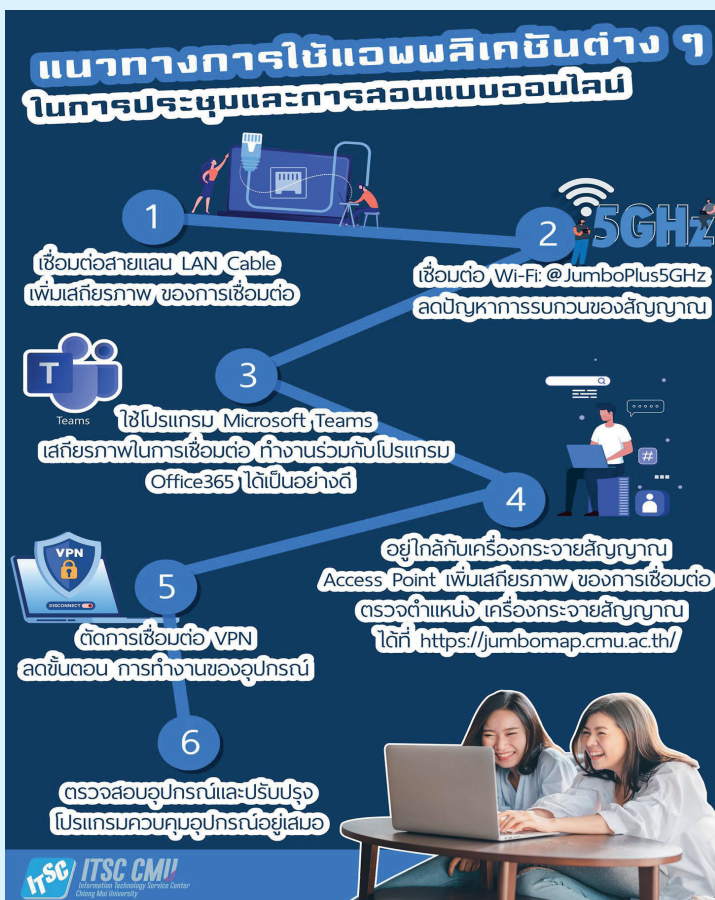 แนวทางการใช้แอพพลิเคชันต่าง ๆ
ในการประชุมและการสอนแบบออนไลน์
1
เชื่อมต่อสายแลน LAN Cable
เพิ่มเสถียรภาพ ของการเชื่อมต่อ
2
5GHz
เชื่อมต่อ Wi-Fi: @JumboPlus5GHz
ลดปัญหาการรบกวนของสัญญาณ
3
T
Teams
ใช้โปรแกรม Microsoft Teams
เสถียรภาพในการเชื่อมต่อ ทำงานร่วมกับโปรแกรม
Office365 ได้เป็นอย่างดี
4
#
อยู่ใกล้กับเครื่องกระจายสัญญาณ
Access Point เพิ่มเสถียรภาพ ของการเชื่อมต่อ
ตรวจตำแหน่ง เครื่องกระจายสัญญาณ
ได้ที่ https://jumbomap.cmu.ac.th/
VPN
DISCONNECT
5
ตัดการเชื่อมต่อ VPN
ลดขั้นตอน การทำงานของอุปกรณ์
6
ตรวจสอบอุปกรณ์และปรับปรุง
โปรแกรมควบคุมอุปกรณ์อยู่เสมอ
ITSC
ITSC CMU
Information Technology Service Center
Chiang Mai University